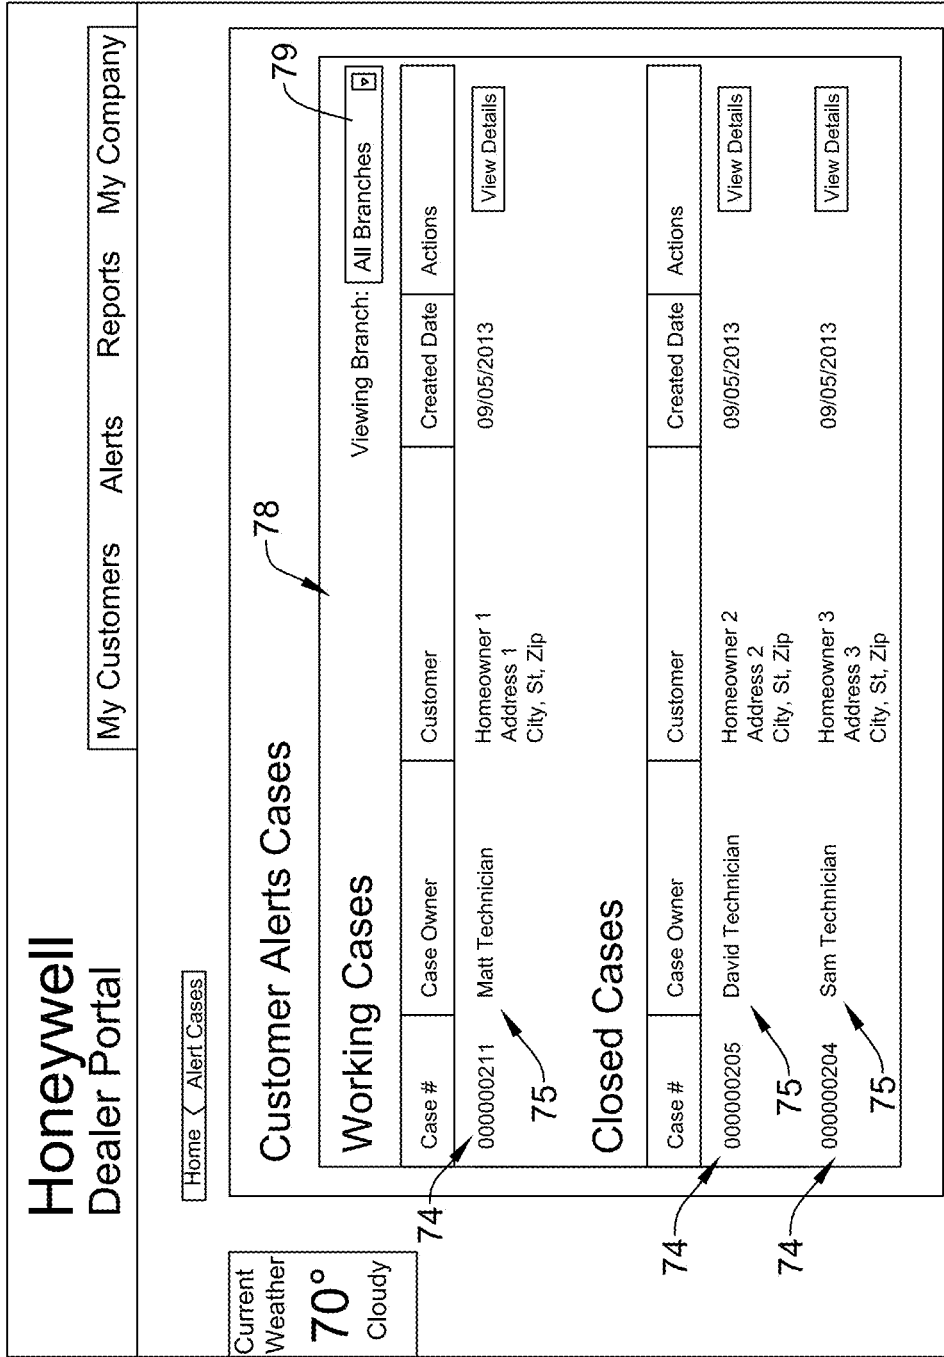 Honeywell
Dealer Portal
My Customers Alerts Reports My Company
Home < Alert Cases
Current
Weather
70°
Cloudy
Customer Alerts Cases
78
Working Cases
Viewing Branch: All Branches
79
Case # Case Owner Customer Created Date Actions
000000211 Matt Technician Homeowner 1 09/05/2013 View Details
Address 1
City, St, Zip
74
75
Closed Cases
Case # Case Owner Customer Created Date Actions
000000205 David Technician Homeowner 2 09/05/2013 View Details
Address 2
City, St, Zip
74
75
000000204 Sam Technician Homeowner 3 09/05/2013 View Details
Address 3
City, St, Zip
74
75